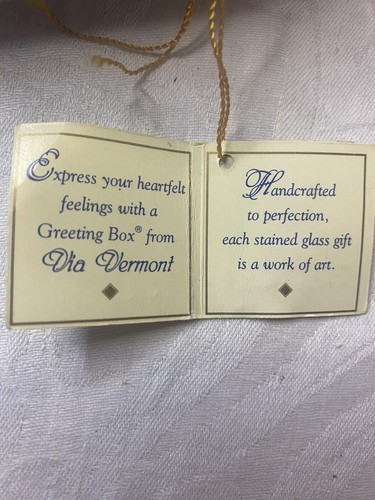 Express your heartfelt
feelings with a
Greeting Box® from
Via Vermont
Handcrafted
to perfection,
each stained glass gift
is a work of art.